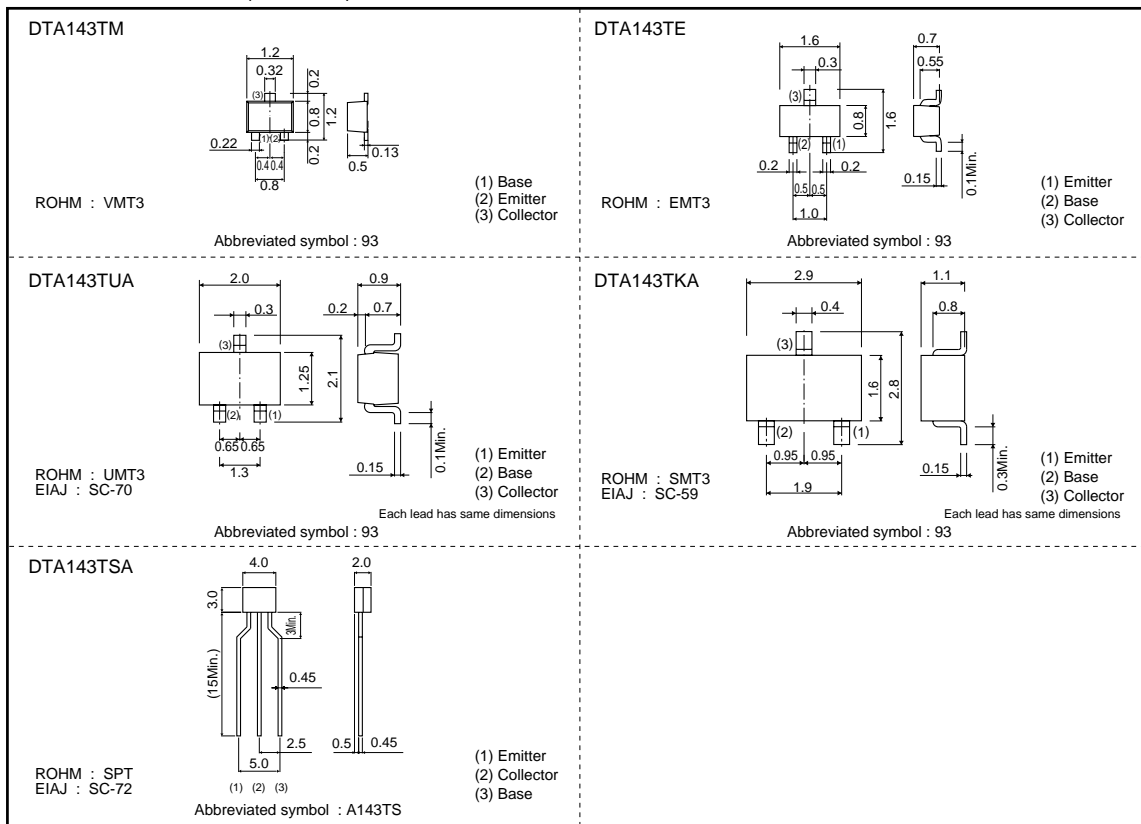 DTA143TM
1.2
0.32
0.2
(3)
0.8
1.2
0.22
(1) (2)
0.2
0.4 0.4
0.8
0.5
0.13
(1) Base
(2) Emitter
(3) Collector
ROHM : VMT3
Abbreviated symbol : 93
DTA143TE
1.6
0.3
0.7
0.55
(3)
0.8
1.6
(2)
(1)
0.2
0.2
0.5 0.5
1.0
0.15
0.1Min.
(1) Emitter
(2) Base
(3) Collector
ROHM : EMT3
Abbreviated symbol : 93
DTA143TUA
2.0
0.3
0.9
0.2
0.7
(3)
1.25
2.1
(2)
(1)
0.65 0.65
1.3
0.15
0.1Min.
ROHM : UMT3
EIAJ : SC-70
(1) Emitter
(2) Base
(3) Collector
Each lead has same dimensions
Abbreviated symbol : 93
DTA143TKA
2.9
0.4
1.1
0.8
(3)
1.6
2.8
(2)
(1)
0.95 0.95
1.9
0.15
0.3Min.
ROHM : SMT3
EIAJ : SC-59
(1) Emitter
(2) Base
(3) Collector
Each lead has same dimensions
Abbreviated symbol : 93
DTA143TSA
4.0
2.0
3.0
3Min.
(15Min.)
0.45
2.5
5.0
0.5
0.45
(1) (2) (3)
ROHM : SPT
EIAJ : SC-72
(1) Emitter
(2) Collector
(3) Base
Abbreviated symbol : A143TS